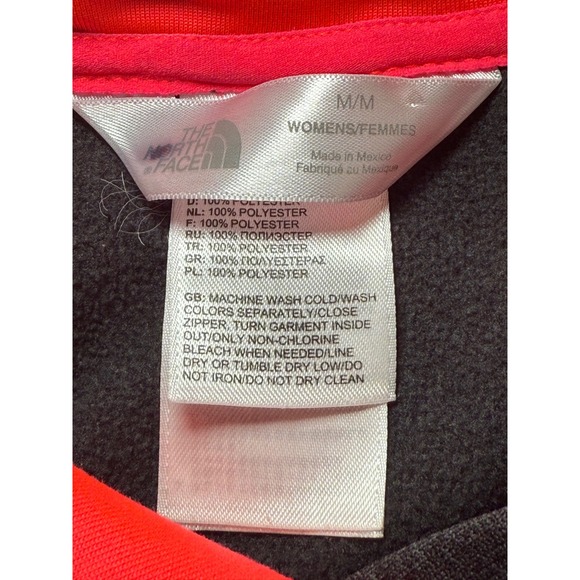 THE
NORTH
FACE
M/M
WOMENS/FEMMES
Made in Mexico
Fabriqué au Mexique
D: 100% POLYESTER
NL: 100% POLYESTER
F: 100% POLYESTER
RU: 100% ПОЛИЭСТЕР
TR: 100% POLYESTER
GR: 100% ΠΟΛΥΕΣΤΕΡΑΣ
PL: 100% POLYESTER
GB: MACHINE WASH COLD/WASH
COLORS SEPARATELY/CLOSE
ZIPPER, TURN GARMENT INSIDE
OUT/ONLY NON-CHLORINE
BLEACH WHEN NEEDED/LINE
DRY OR TUMBLE DRY LOW/DO
NOT IRON/DO NOT DRY CLEAN